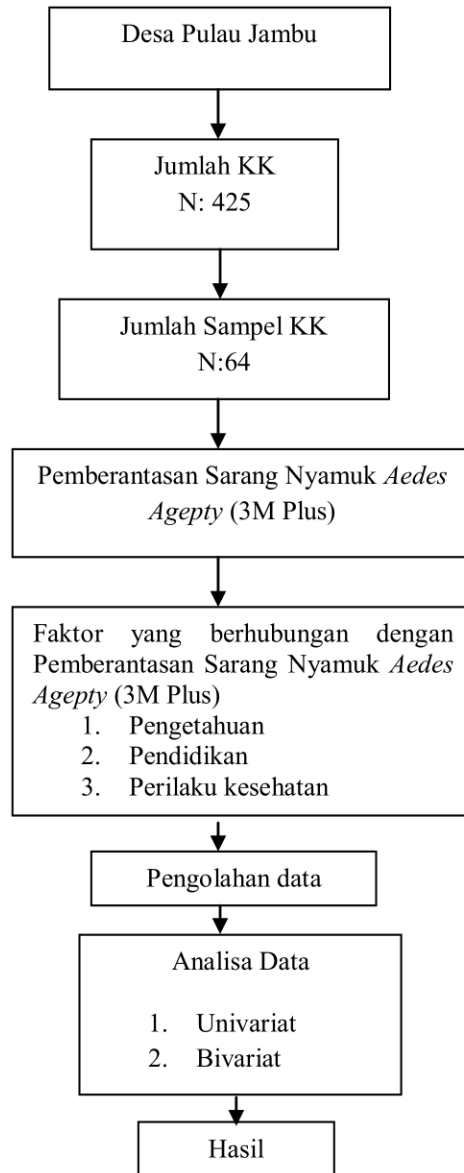 Desa Pulau Jambu
Jumlah KK
N: 425
Jumlah Sampel KK
N:64
Pemberantasan Sarang Nyamuk Aedes
Agepty (3M Plus)
Faktor yang berhubungan dengan
Pemberantasan Sarang Nyamuk Aedes
Agepty (3M Plus)
1. Pengetahuan
2. Pendidikan
3. Perilaku kesehatan
Pengolahan data
Analisa Data
1. Univariat
2. Bivariat
Hasil